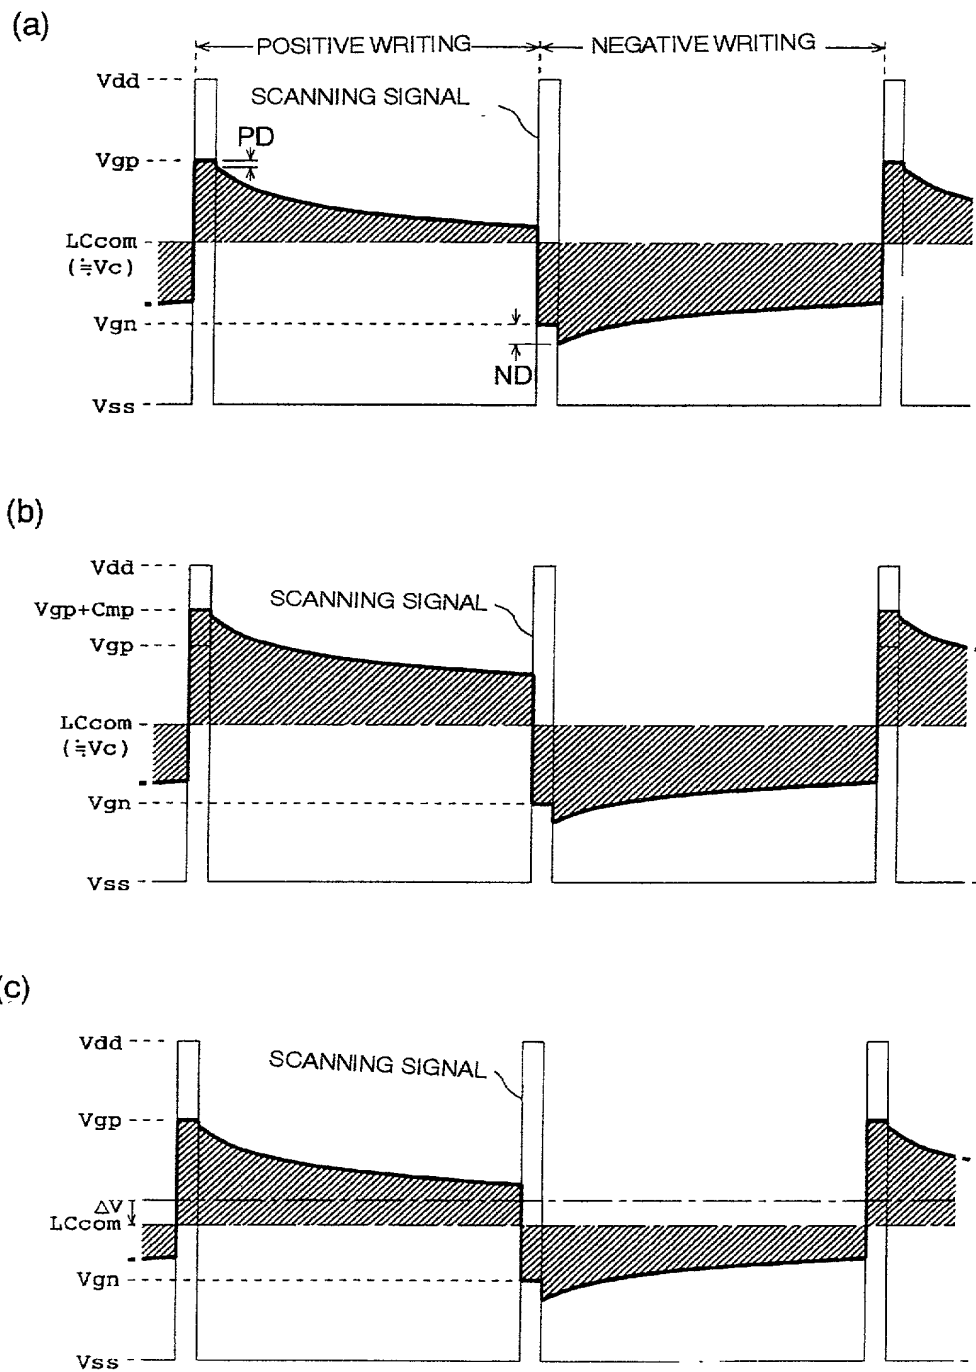 (a)
POSITIVE WRITING
NEGATIVE WRITING
Vdd
SCANNING SIGNAL
PD
Vgp
LCcom
(≒Vc)
Vgn
ND
Vss
(b)
Vdd
Vgp+Cmp
SCANNING SIGNAL
Vgp
LCcom
(≒Vc)
Vgn
Vss
(c)
Vdd
SCANNING SIGNAL
Vgp
△V
LCcom
Vgn
Vss